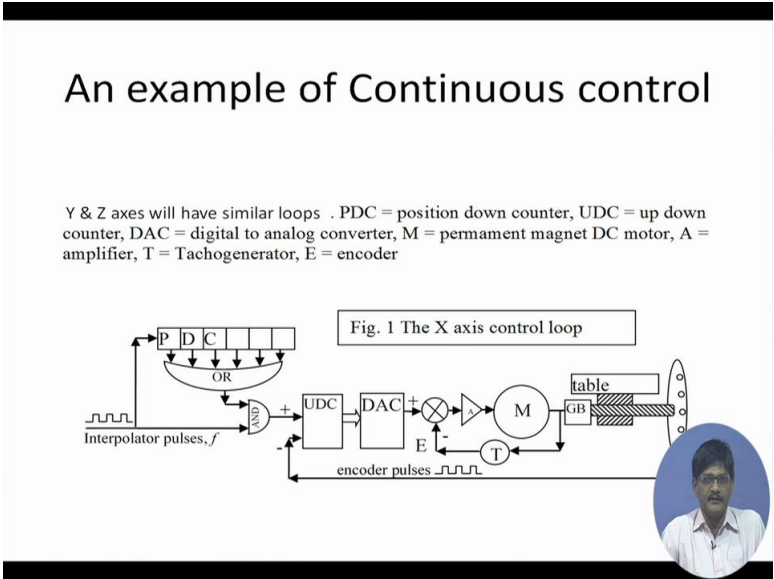 An example of Continuous control
Y & Z axes will have similar loops . PDC = position down counter, UDC = up down
counter, DAC = digital to analog converter, M = permament magnet DC motor, A =
amplifier, T = Tachogenerator, E = encoder
Fig. 1 The X axis control loop
P D C
OR
AND
+
-
UDC
DAC
+
-
A
M
GB
table
Interpolator pulses, f
E
T
encoder pulses